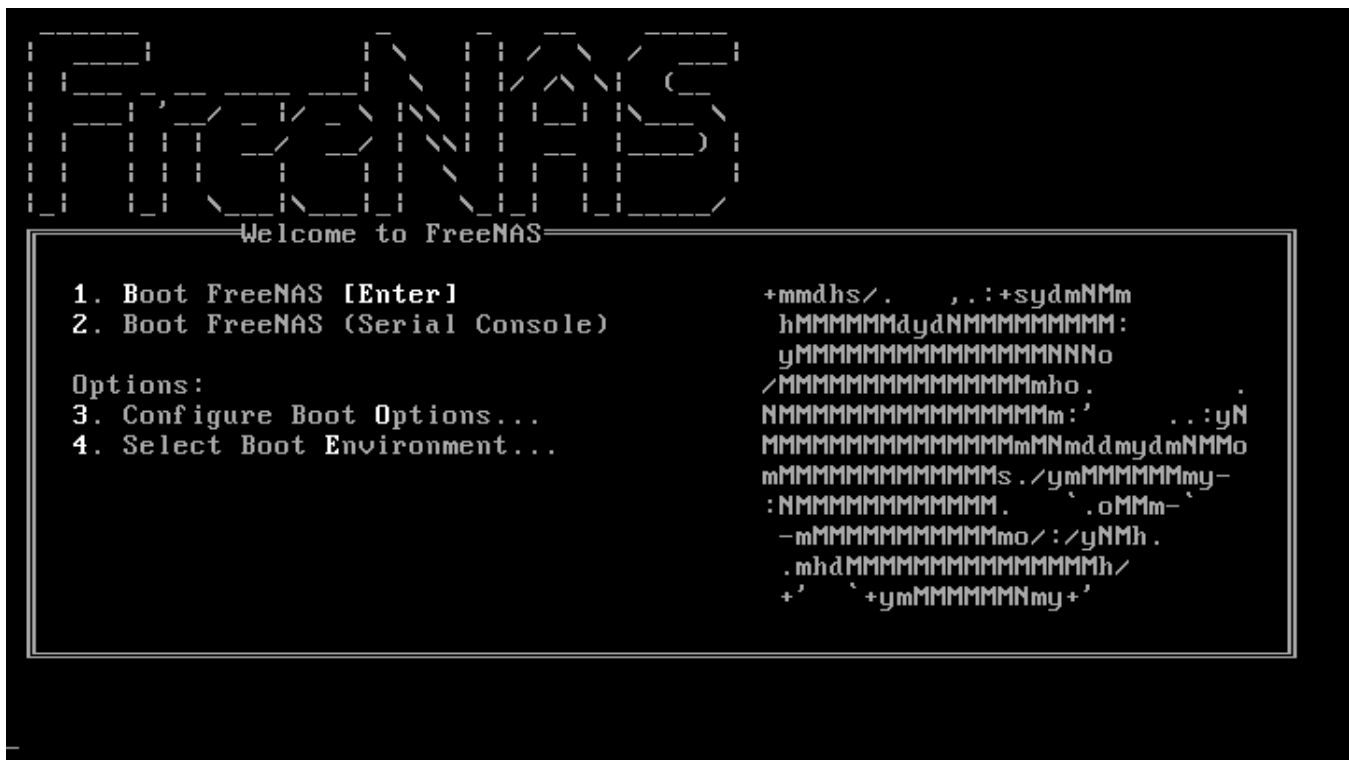 FreeNAS
Welcome to FreeNAS
1. Boot FreeNAS [Enter]
2. Boot FreeNAS (Serial Console)
Options:
3. Configure Boot Options...
4. Select Boot Environment...